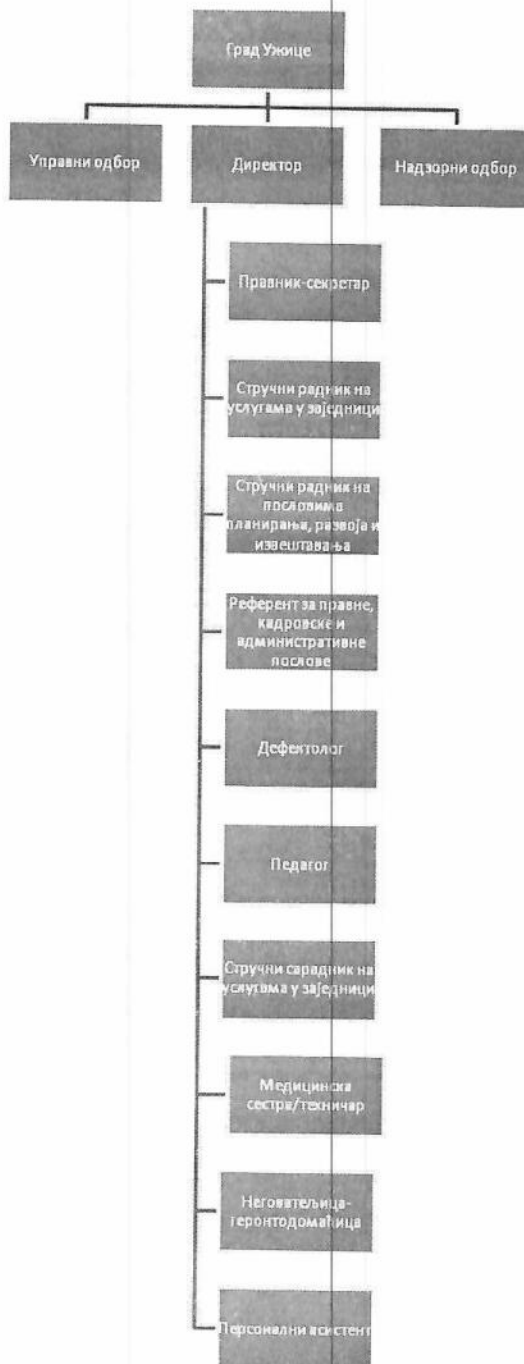 Град Ужице
Управни одбор
Директор
Надзорни одбор
Правник-секретар
Стручни радник на
услугама у заједници
Стручни радник на
пословима
планирања, развоја и
извештавања
Референт за правне,
кадровске и
административне
послове
Дефектолог
Педагог
Стручни сарадник на
услугама у заједници
Медицинска
сестра/техничар
Неговатељица-
геронтодомаћица
Персонални асистент